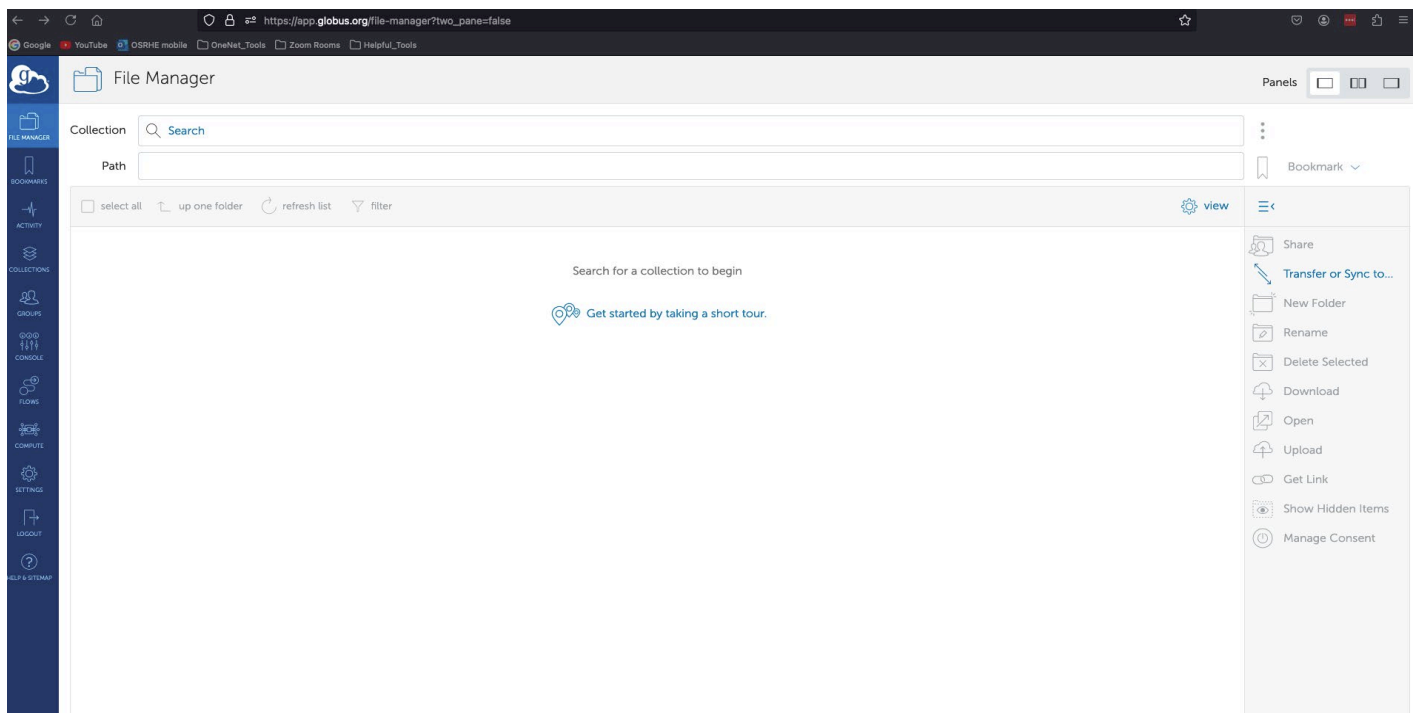 https://app.globus.org/file-manager?two_pane=false
Google YouTube OSRHE mobile OneNet_Tools Zoom Rooms Helpful_Tools
g
File Manager
Panels
FILE MANAGER
BOOKMARKS
ACTIVITY
COLLECTIONS
GROUPS
CONSOLE
FLOWS
COMPUTE
SETTINGS
LOGOUT
HELP & SITEMAP
Collection Search
Path
Bookmark
select all up one folder refresh list filter view
Search for a collection to begin
Get started by taking a short tour.
Share
Transfer or Sync to...
New Folder
Rename
Delete Selected
Download
Open
Upload
Get Link
Show Hidden Items
Manage Consent